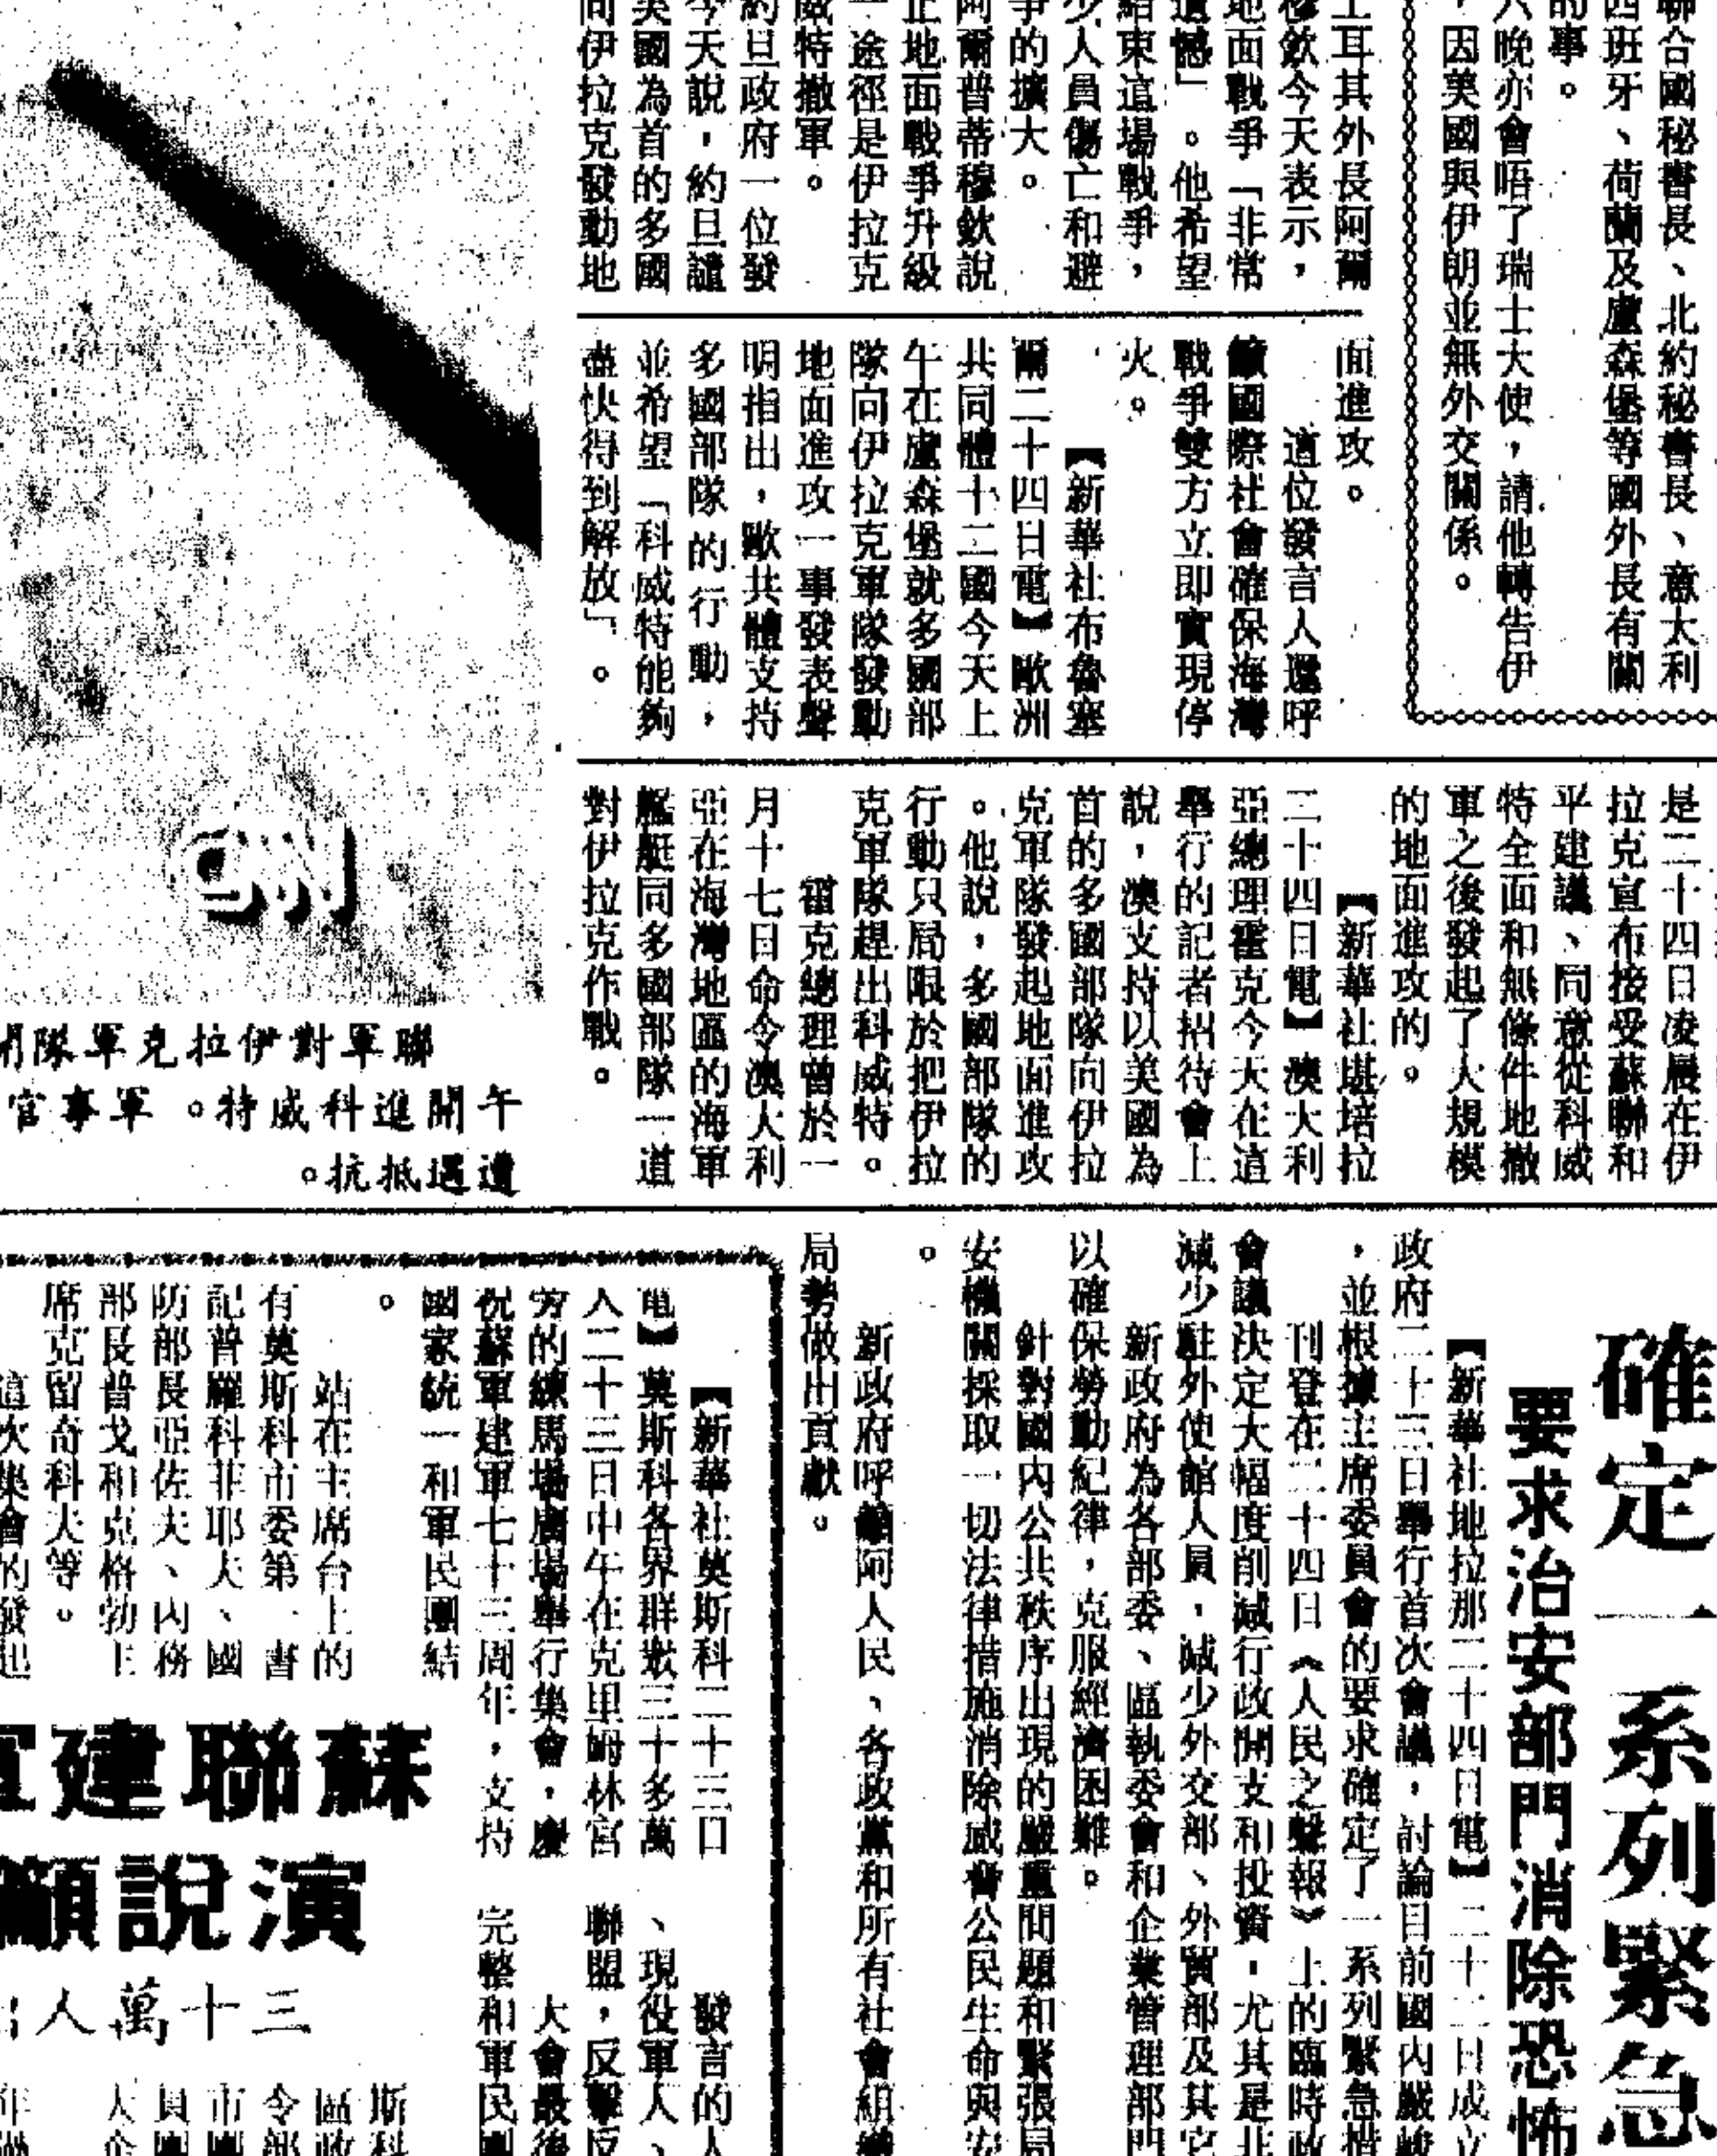 聯合國秘書長、北約秘書長、意大利
四班牙、荷蘭及盧森堡等國外長有關
的事。
六晚亦會唔了瑞士大使，請他轉告伊
，因美國與伊朗並無外交關係。
土耳其外長阿爾
穆欽今天表示，
地面戰爭「非常
遺憾」。他希望
結束這場戰爭，
少人員傷亡和避
爭的擴大。
阿爾普蒂穆欽說
止地面戰爭升級
一途徑是伊拉克
威特撤軍。
約旦政府一位發
今天說，約旦譴
美國為首的多國
向伊拉克發動地
面進攻。
這位發言人還呼
籲國際社會確保海灣
戰爭雙方立即實現停
火。
【新華社布魯塞
爾二十四日電】歐洲
共同體十二國今天上
午在盧森堡就多國部
隊向伊拉克軍隊發動
地面進攻一事發表聲
明指出，歐共體支持
多國部隊的行動，
並希望「科威特能夠
盡快得到解放」。
是二十四日凌晨在伊
拉克宣布接受蘇聯和
平建議、同意從科威
特全面和無條件地撤
軍之後發起了大規模
的地面進攻的。
【新華社堪培拉
二十四日電】澳大利
亞總理霍克今天在這
舉行的記者招待會上
說，澳支持以美國為
首的多國部隊向伊拉
克軍隊發起地面進攻
。他說，多國部隊的
行動只局限於把伊拉
克軍隊趕出科威特。
霍克總理曾於一
月十七日命令澳大利
亞在海灣地區的海軍
艦艇同多國部隊一道
對伊拉克作戰。
聯軍對伊拉克軍隊開
午開進科威特。軍事官
遭遇抵抗。
確定一系列緊急
要求治安部門消除恐怖
【新華社地拉那二十四日電】二十二日成立
政府二十三日舉行首次會議，討論目前國內嚴峻
，並根據主席委員會的要求確定了一系列緊急措
刊登在二十四日《人民之聲報》上的臨時政
會議決定大幅度削減行政開支和投資，尤其是非
減少駐外使館人員，減少外交部、外貿部及其它
新政府為各部委、區執委會和企業管理部門
以確保勞動紀律，克服經濟困難。
針對國內公共秩序出現的嚴重問題和緊張局
安機關採取一切法律措施消除威脅公民生命與安
。
新政府呼籲阿人民、各政黨和所有社會組織
局勢做出貢獻。
蘇聯建軍
演說籲
三十萬人
【新華社莫斯科二十三日
電】莫斯科各界群眾三十多萬
人二十三日中午在克里姆林宮
旁的練馬場廣場舉行集會，慶
祝蘇軍建軍七十三周年，支持
國家統一和軍民團結
。
站在主席台上的
有莫斯科市委第一書
記普羅科非耶夫、國
防部長亞佐夫、內務
部長普戈和克格勃主
席克留奇科夫等。
這次集會的發起
發言的人
、現役軍人、
聯盟，反擊反
大會最後
完整和軍民團
斯科
區政
令部
市團
員團
大企
年過